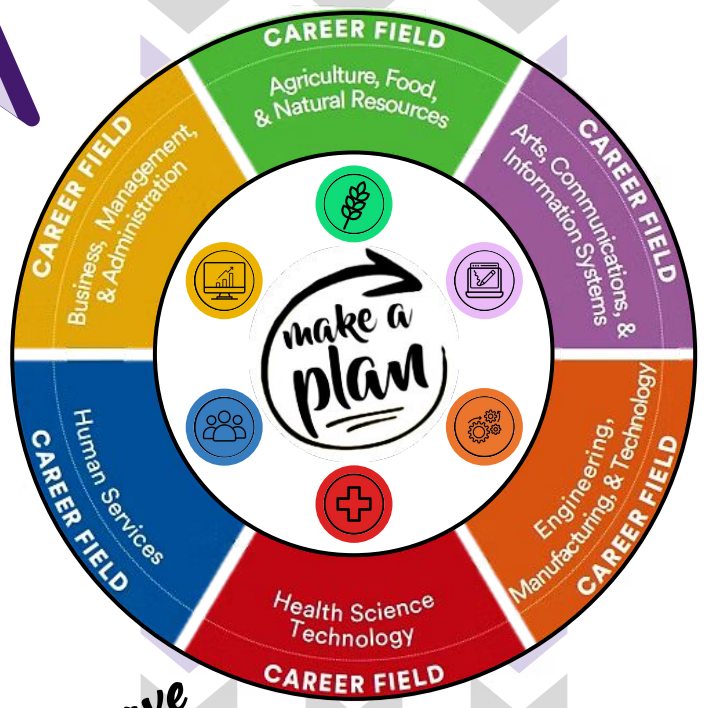 CAREER FIELD
Agriculture, Food,
& Natural Resources
CAREER FIELD
Arts, Communications, &
Information Systems
CAREER FIELD
Engineering,
Manufacturing, & Technology
CAREER FIELD
Health Science
Technology
CAREER FIELD
Human Services
CAREER FIELD
Business, Management,
& Administration
make a
plan